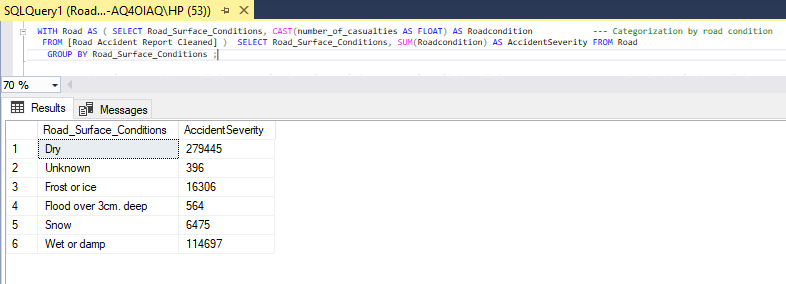 SQLQuery1 (Road...-AQ4OIAQ\HP (53))
WITH Road AS ( SELECT Road_Surface_Conditions, CAST(number_of_casualties AS FLOAT) AS Roadcondition --- Categorization by road condition
FROM [Road Accident Report Cleaned] ) SELECT Road_Surface_Conditions, SUM(Roadcondition) AS AccidentSeverity FROM Road
GROUP BY Road_Surface_Conditions ;
70 %
Results Messages
Road_Surface_Conditions AccidentSeverity
1 Dry 279445
2 Unknown 396
3 Frost or ice 16306
4 Flood over 3cm. deep 564
5 Snow 6475
6 Wet or damp 114697